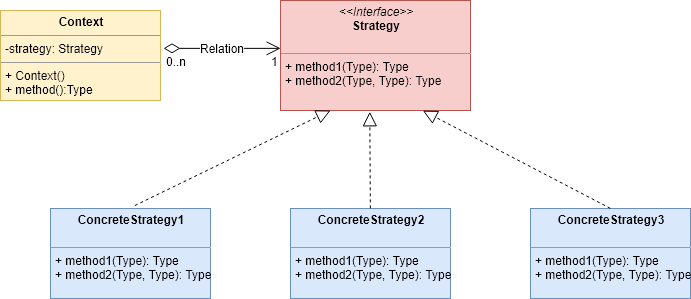 Context
-strategy: Strategy
+ Context()
+ method():Type
Relation
0..n
1
<<Interface>>
Strategy
+ method1(Type): Type
+ method2(Type, Type): Type
ConcreteStrategy1
+ method1(Type): Type
+ method2(Type, Type): Type
ConcreteStrategy2
+ method1(Type): Type
+ method2(Type, Type): Type
ConcreteStrategy3
+ method1(Type): Type
+ method2(Type, Type): Type